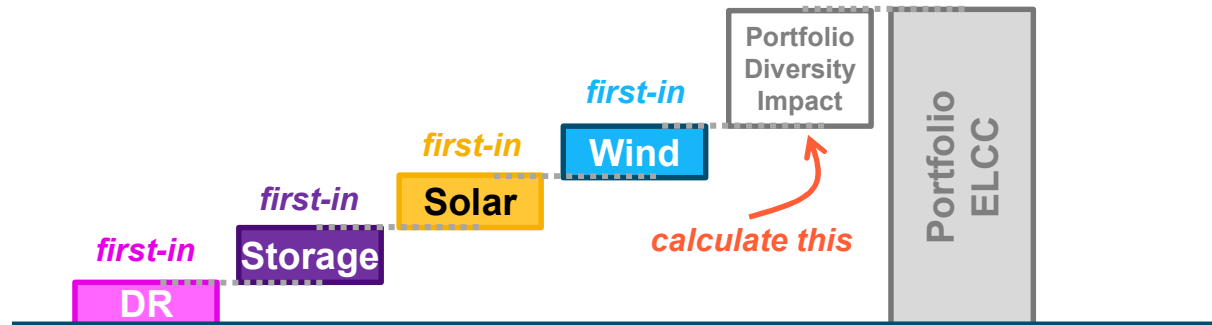 first-in
DR
first-in
Storage
first-in
Solar
first-in
Wind
Portfolio
Diversity
Impact
calculate this
Portfolio
ELCC